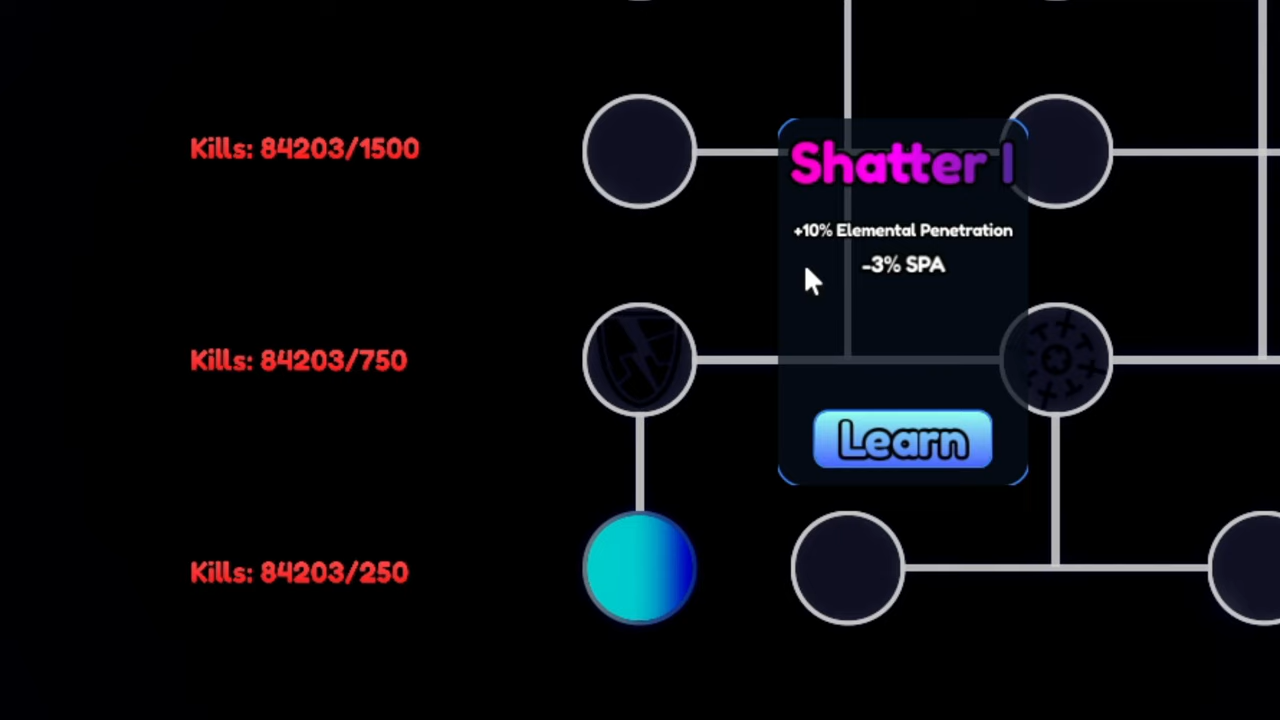 Kills: 84203/1500
Shatter I
+10% Elemental Penetration
-3% SPA
Kills: 84203/750
Learn
Kills: 84203/250